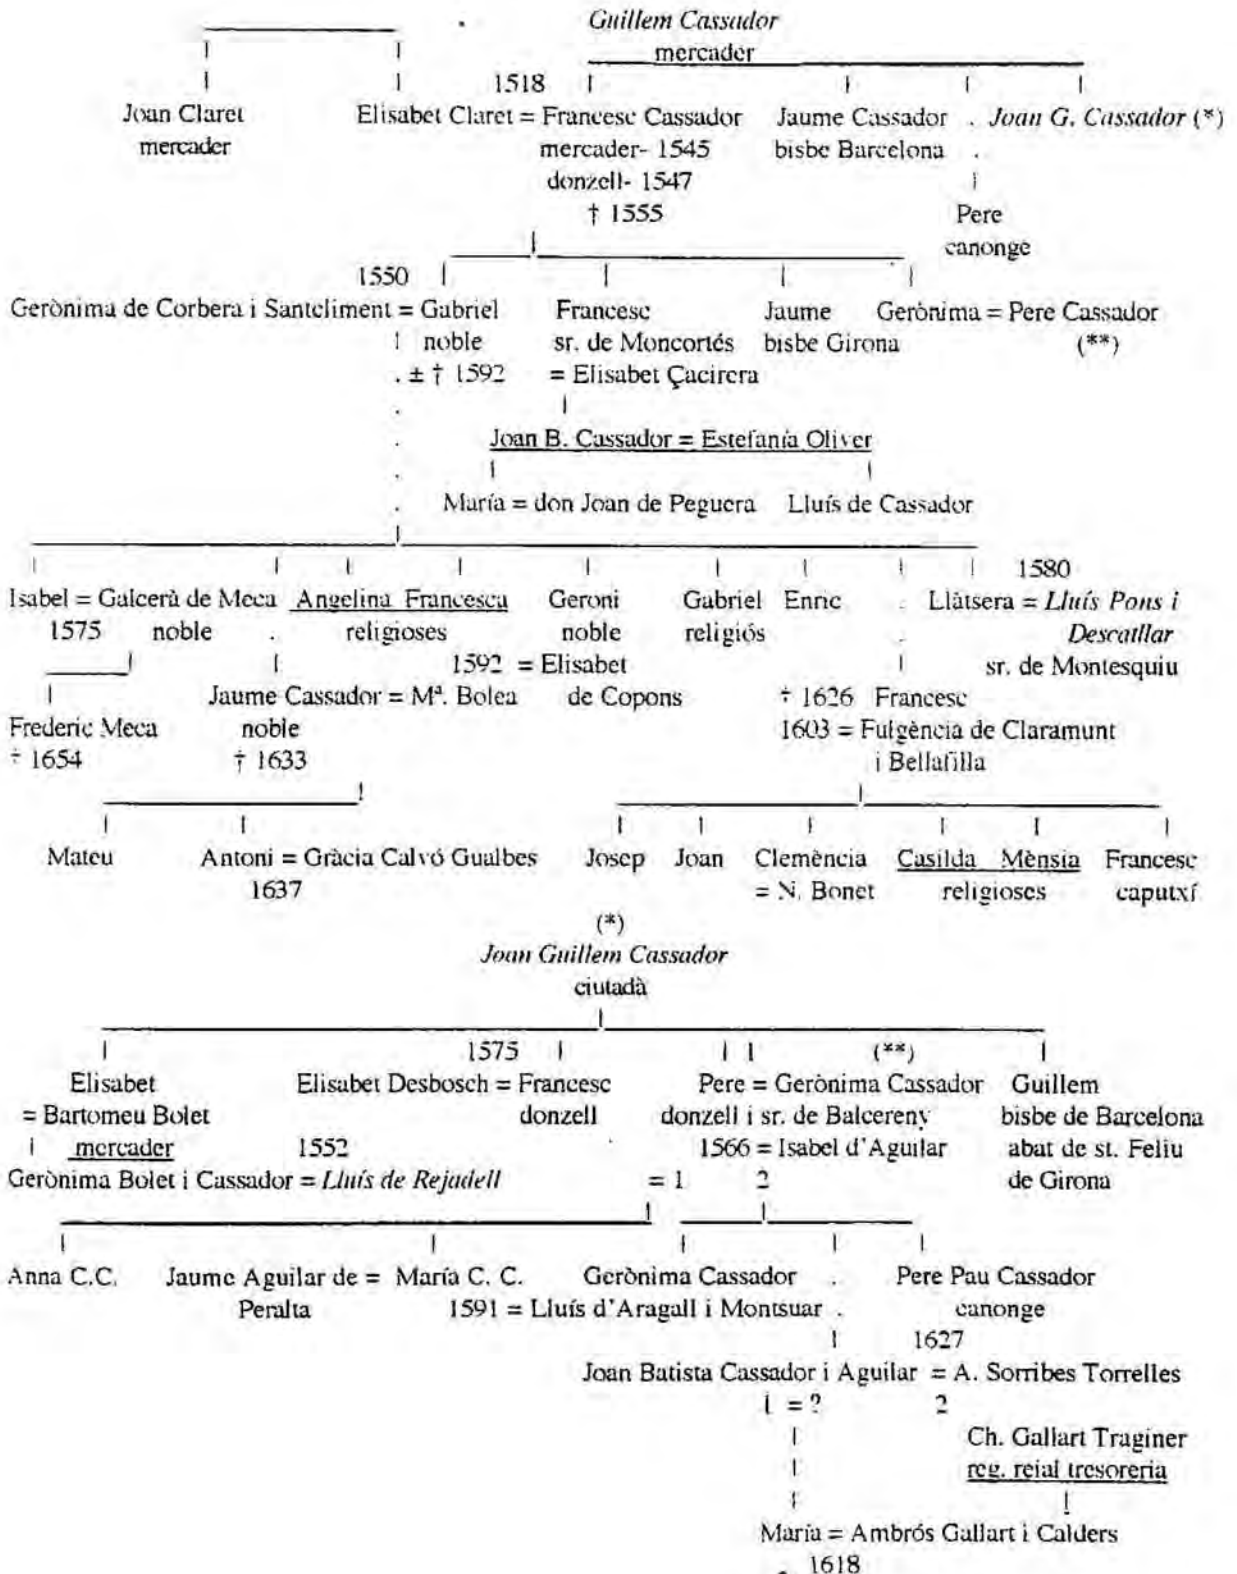 Guillem Cassador
mercader
1518
Joan Claret Elisabet Claret = Francesc Cassador Jaume Cassador . Joan G. Cassador (*)
mercader mercader- 1545 bisbe Barcelona
donzell- 1547
† 1555 Pere
canonge
1550
Gerònima de Corbera i Santcliment = Gabriel Francesc Jaume Gerònima = Pere Cassador
noble sr. de Moncortés bisbe Girona (**)
± † 1592 = Elisabet Çacirera
Joan B. Cassador = Estefanía Oliver
María = don Joan de Peguera Lluís de Cassador
1580
Isabel = Galcerà de Meca Angelina Francesca Geroni Gabriel Enric Llàtsera = Lluís Pons i
1575 noble religioses noble religiós Descatllar
1592 = Elisabet sr. de Montesquiu
Jaume Cassador = Mª. Bolea de Copons † 1626 Francesc
Frederic Meca noble 1603 = Fulgència de Claramunt
† 1654 † 1633 i Bellafilla
Mateu Antoni = Gràcia Calvó Gualbes Josep Joan Clemència Casilda Mènsia Francesc
1637 = N. Bonet religioses caputxí
(*)
Joan Guillem Cassador
ciutadà
1575 (**)
Elisabet Elisabet Desbosch = Francesc Pere = Gerònima Cassador Guillem
= Bartomeu Bolet donzell donzell i sr. de Balcereny bisbe de Barcelona
mercader 1552 1566 = Isabel d'Aguilar abat de st. Feliu
Gerònima Bolet i Cassador = Lluís de Rejadell = 1 2 de Girona
Anna C.C. Jaume Aguilar de = María C. C. Gerònima Cassador . Pere Pau Cassador
Peralta 1591 = Lluís d'Aragall i Montsuar . canonge
1627
Joan Batista Cassador i Aguilar = A. Sorribes Torrelles
1 = ? 2
Ch. Gallart Traginer
reg. reial tresoreria
María = Ambrós Gallart i Calders
1618